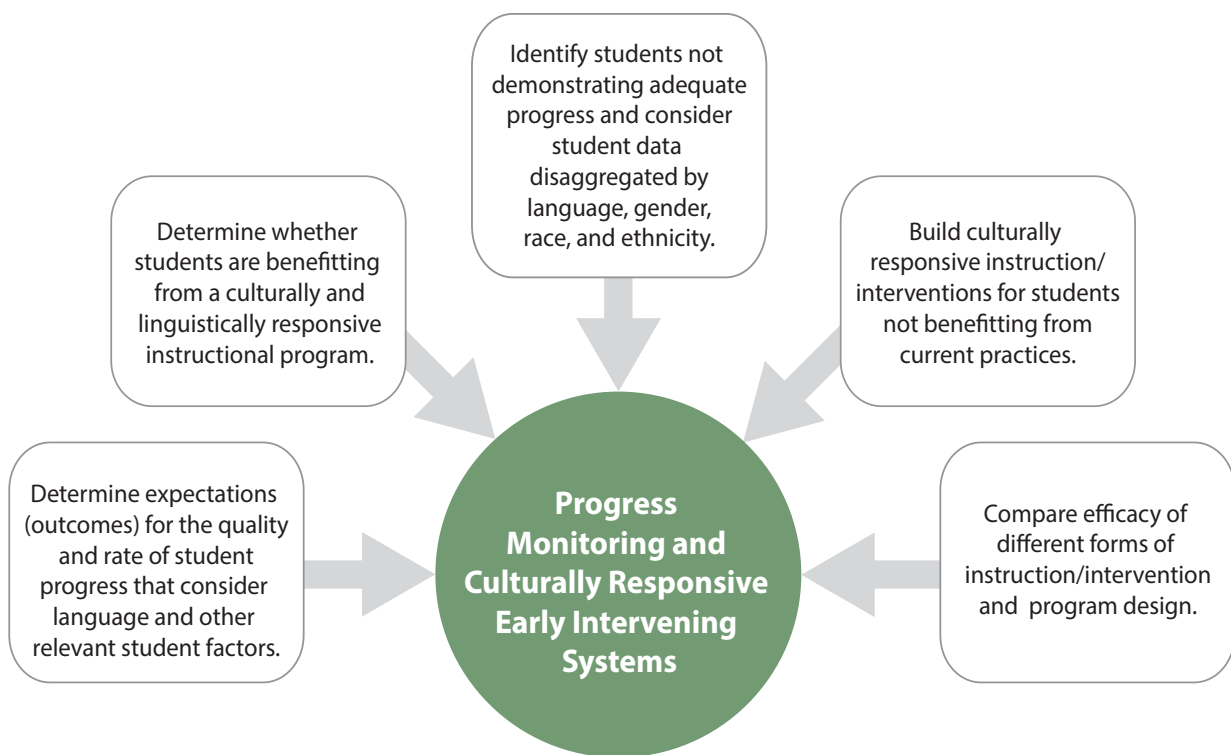 Identify students not
demonstrating adequate
progress and consider
student data
disaggregated by
language, gender,
race, and ethnicity.
Determine whether
students are benefitting
from a culturally and
linguistically responsive
instructional program.
Build culturally
responsive instruction/
interventions for students
not benefitting from
current practices.
Determine expectations
(outcomes) for the quality
and rate of student
progress that consider
language and other
relevant student factors.
Progress
Monitoring and
Culturally Responsive
Early Intervening
Systems
Compare efficacy of
different forms of
instruction/intervention
and program design.